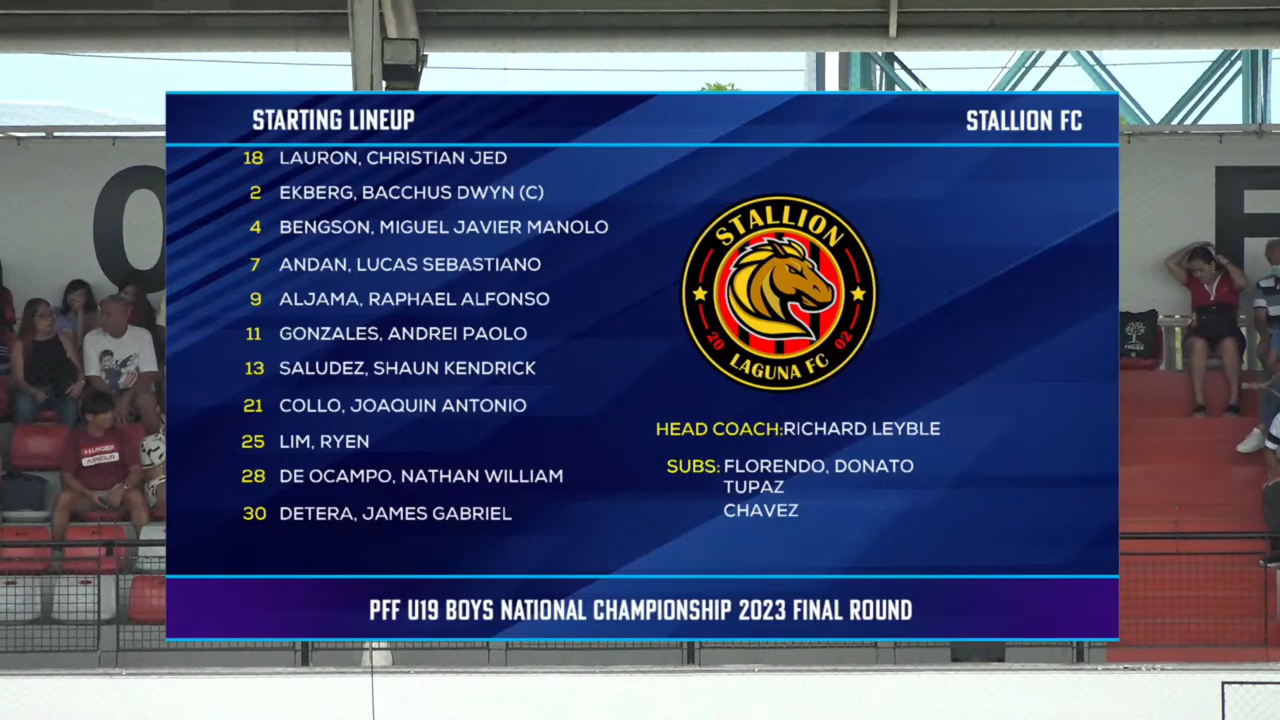 STARTING LINEUP
STALLION FC
18 LAURON, CHRISTIAN JED
2 EKBERG, BACCHUS DWYN (C)
4 BENGSON, MIGUEL JAVIER MANOLO
7 ANDAN, LUCAS SEBASTIANO
9 ALJAMA, RAPHAEL ALFONSO
11 GONZALES, ANDREI PAOLO
13 SALUDEZ, SHAUN KENDRICK
21 COLLO, JOAQUIN ANTONIO
25 LIM, RYEN
28 DE OCAMPO, NATHAN WILLIAM
30 DETERA, JAMES GABRIEL
STALLION
20 02
LAGUNA FC
HEAD COACH:RICHARD LEYBLE
SUBS: FLORENDO, DONATO
TUPAZ
CHAVEZ
PFF U19 BOYS NATIONAL CHAMPIONSHIP 2023 FINAL ROUND